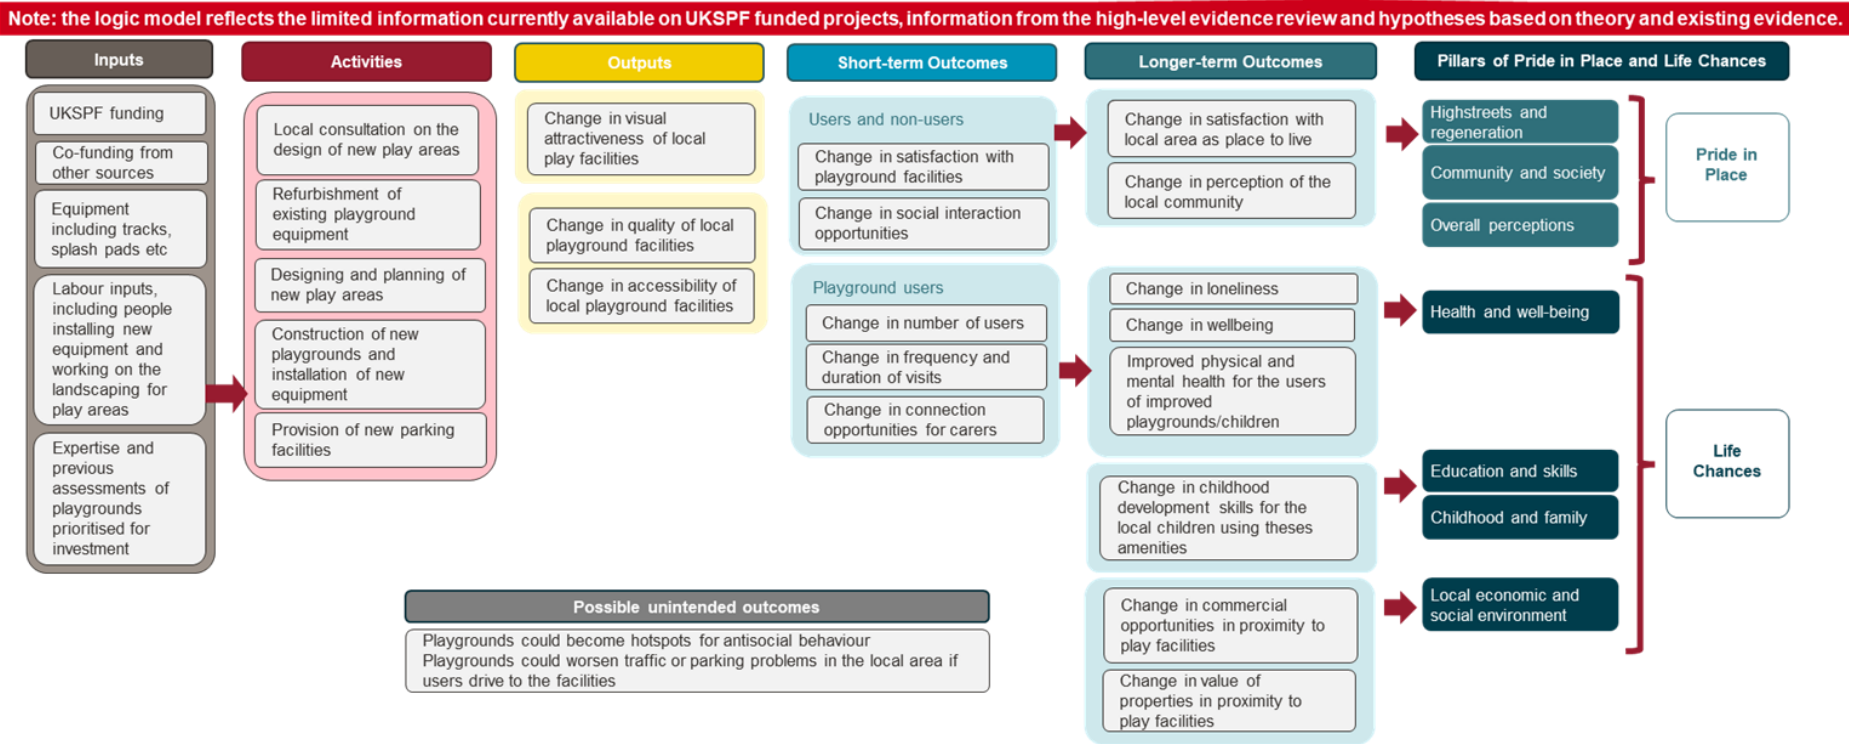 Note: the logic model reflects the limited information currently available on UKSPF funded projects, information from the high-level evidence review and hypotheses based on theory and existing evidence.
Inputs
UKSPF funding
Co-funding from
other sources
Equipment
including tracks,
splash pads etc
Labour inputs,
including people
installing new
equipment and
working on the
landscaping for
play areas
Expertise and
previous
assessments of
playgrounds
prioritised for
investment
Activities
Local consultation on the
design of new play areas
Refurbishment of
existing playground
equipment
Designing and planning of
new play areas
Construction of new
playgrounds and
installation of new
equipment
Provision of new parking
facilities
Outputs
Change in visual
attractiveness of local
play facilities
Change in quality of local
playground facilities
Change in accessibility of
local playground facilities
Short-term Outcomes
Users and non-users
Change in satisfaction with
playground facilities
Change in social interaction
opportunities
Playground users
Change in number of users
Change in frequency and
duration of visits
Change in connection
opportunities for carers
Longer-term Outcomes
Change in satisfaction with
local area as place to live
Change in perception of the
local community
Change in loneliness
Change in wellbeing
Improved physical and
mental health for the users
of improved
playgrounds/children
Change in childhood
development skills for the
local children using theses
amenities
Change in commercial
opportunities in proximity to
play facilities
Change in value of
properties in proximity to
play facilities
Pillars of Pride in Place and Life Chances
Highstreets and
regeneration
Community and society
Overall perceptions
Pride in
Place
Health and well-being
Education and skills
Childhood and family
Local economic and
social environment
Life
Chances
Possible unintended outcomes
Playgrounds could become hotspots for antisocial behaviour
Playgrounds could worsen traffic or parking problems in the local area if
users drive to the facilities